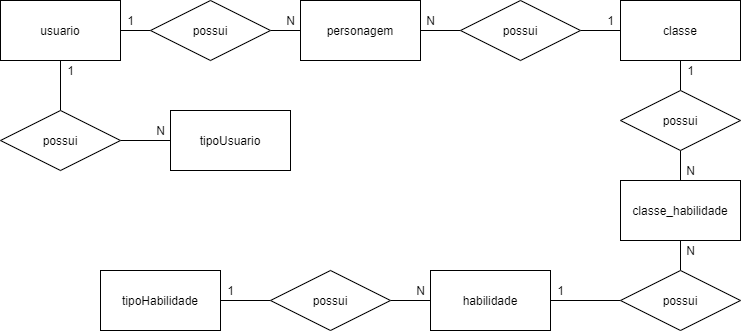 usuario
1
possui
N
personagem
N
possui
1
classe
1
possui
N
tipoUsuario
1
possui
N
classe_habilidade
N
possui
1
habilidade
N
possui
1
tipoHabilidade